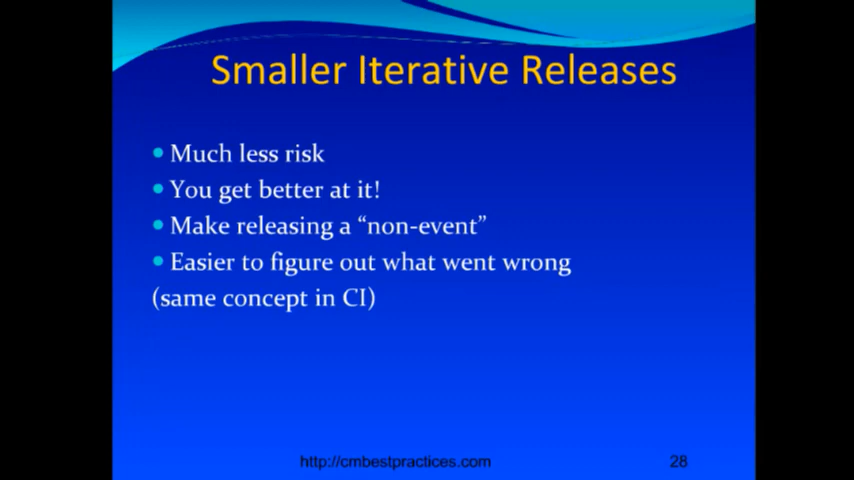 Smaller Iterative Releases
• Much less risk
• You get better at it!
• Make releasing a “non-event”
• Easier to figure out what went wrong
(same concept in CI)
http://cmbestpractices.com
28